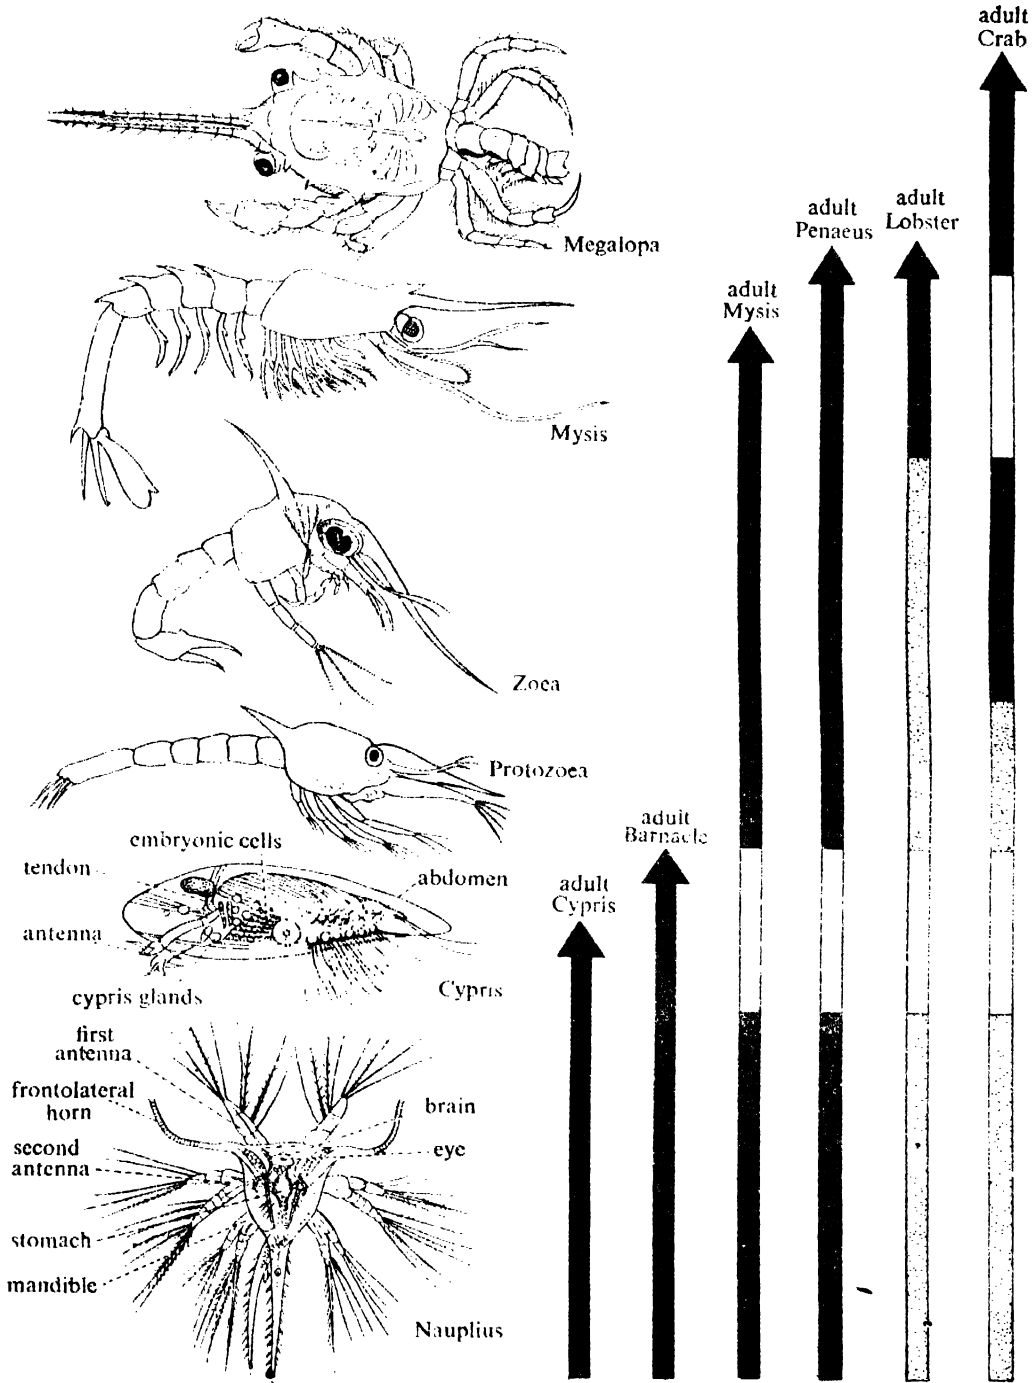 adult
Crab
adult
Penaeus
adult
Lobster
Megalopa
adult
Mysis
Mysis
Zoea
Protozoea
adult
Barnacle
embryonic cells
tendon
abdomen
adult
Cypris
antenna
Cypris
cypris glands
first
antenna
frontolateral
horn
brain
second
antenna
eye
stomach
mandible
Nauplius